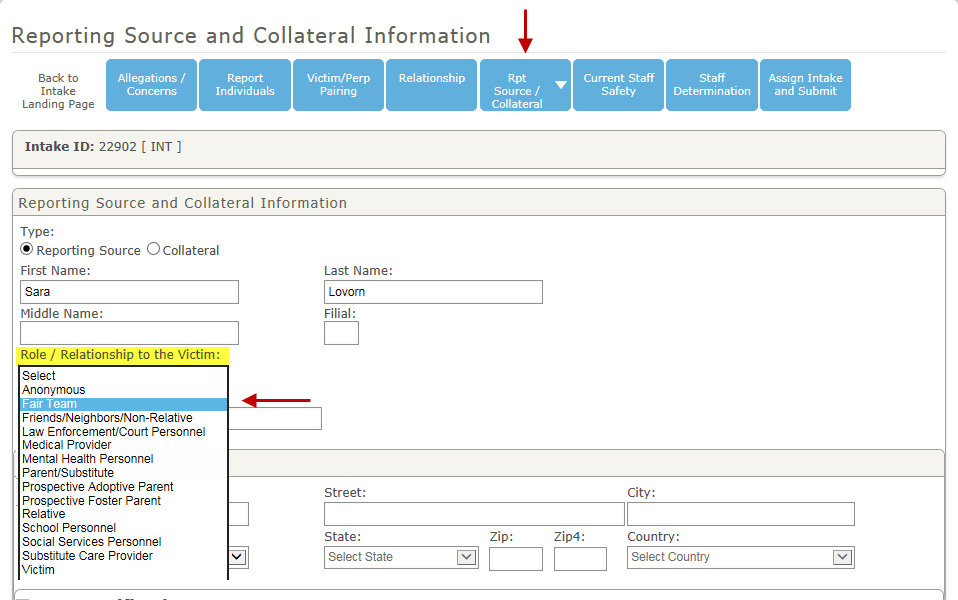 Reporting Source and Collateral Information
Back to
Intake
Landing Page
Allegations /
Concerns
Report
Individuals
Victim/Perp
Pairing
Relationship
Rpt
Source /
Collateral
Current Staff
Safety
Staff
Determination
Assign Intake
and Submit
Intake ID: 22902 [ INT ]
Reporting Source and Collateral Information
Type:
Reporting Source Collateral
First Name:
Last Name:
Sara
Lovorn
Middle Name:
Filial:
Role / Relationship to the Victim:
Select
Anonymous
Fair Team
Friends/Neighbors/Non-Relative
Law Enforcement/Court Personnel
Medical Provider
Mental Health Personnel
Parent/Substitute
Prospective Adoptive Parent
Prospective Foster Parent
Relative
School Personnel
Social Services Personnel
Substitute Care Provider
Victim
Street:
City:
State:
Zip:
Zip4:
Country:
Select State
Select Country